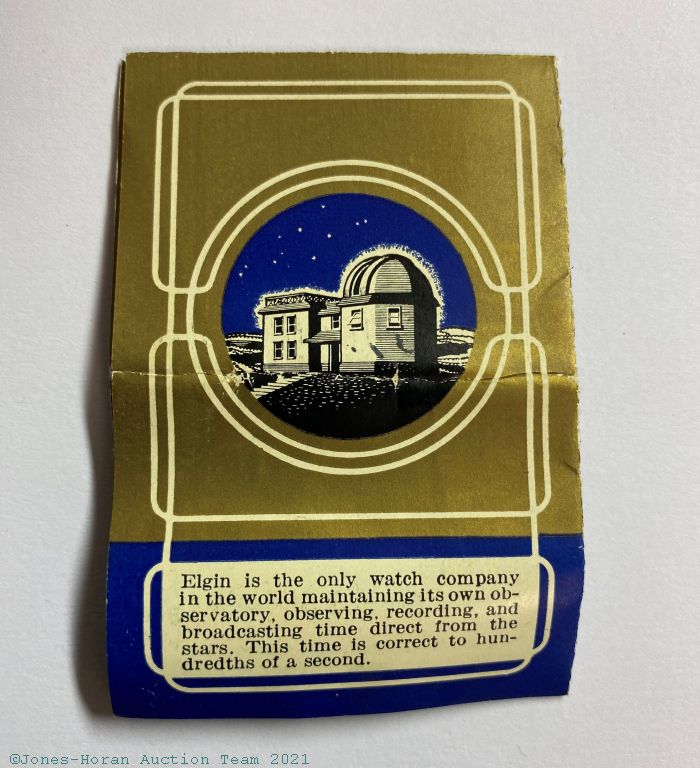 Elgin is the only watch company
in the world maintaining its own ob-
servatory, observing, recording, and
broadcasting time direct from the
stars. This time is correct to hun-
dredths of a second.
©Jones-Horan Auction Team 2021